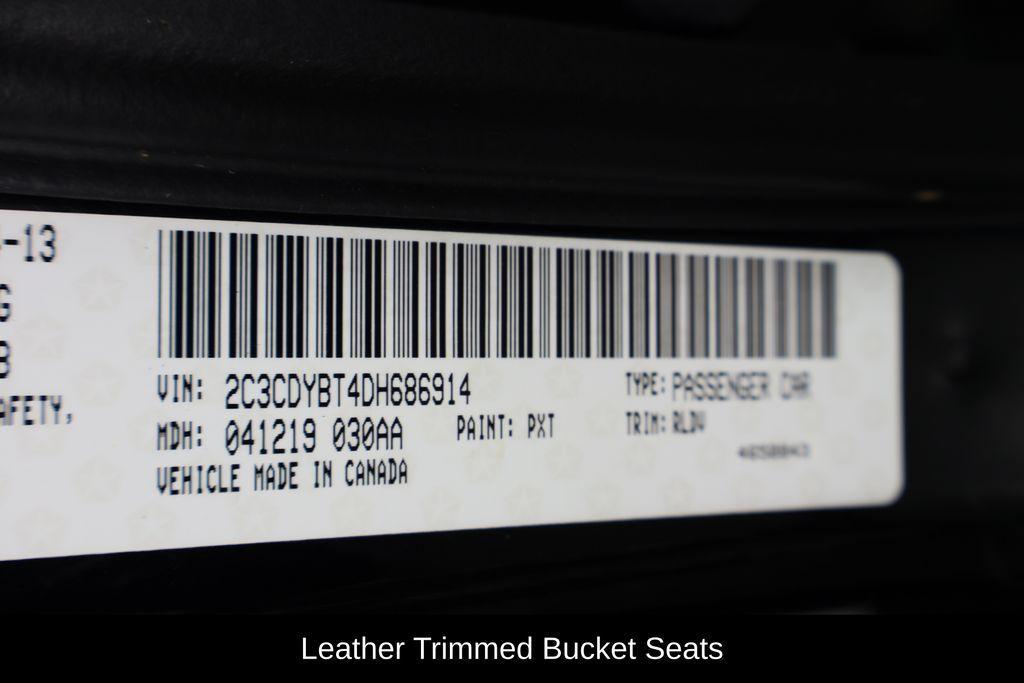 -13
G
VIN: 2C3CDYBT4DH686914
TYPE: PASSENGER CAR
AFETY,
MDH: 041219 030AA
PAINT: PXT
TRIM: RLDV
VEHICLE MADE IN CANADA
Leather Trimmed Bucket Seats